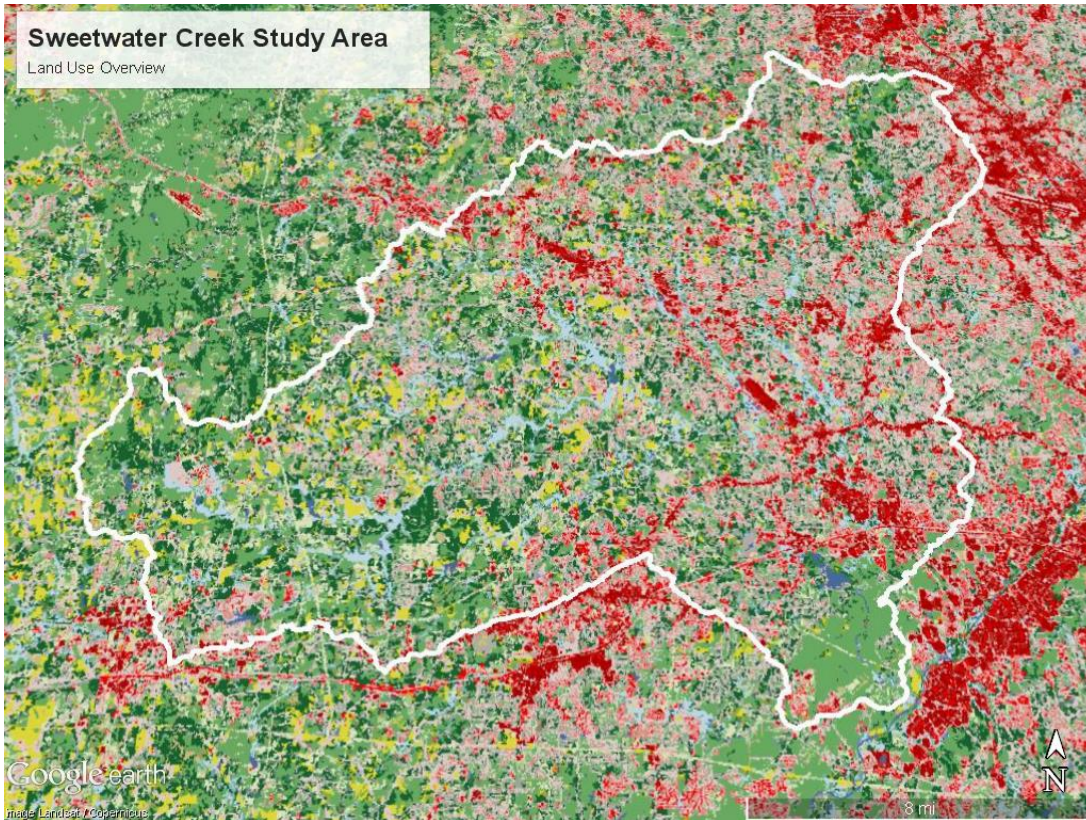 Sweetwater Creek Study Area
Land Use Overview
Google earth
Image Landsat / Copernicus
8 mi
N